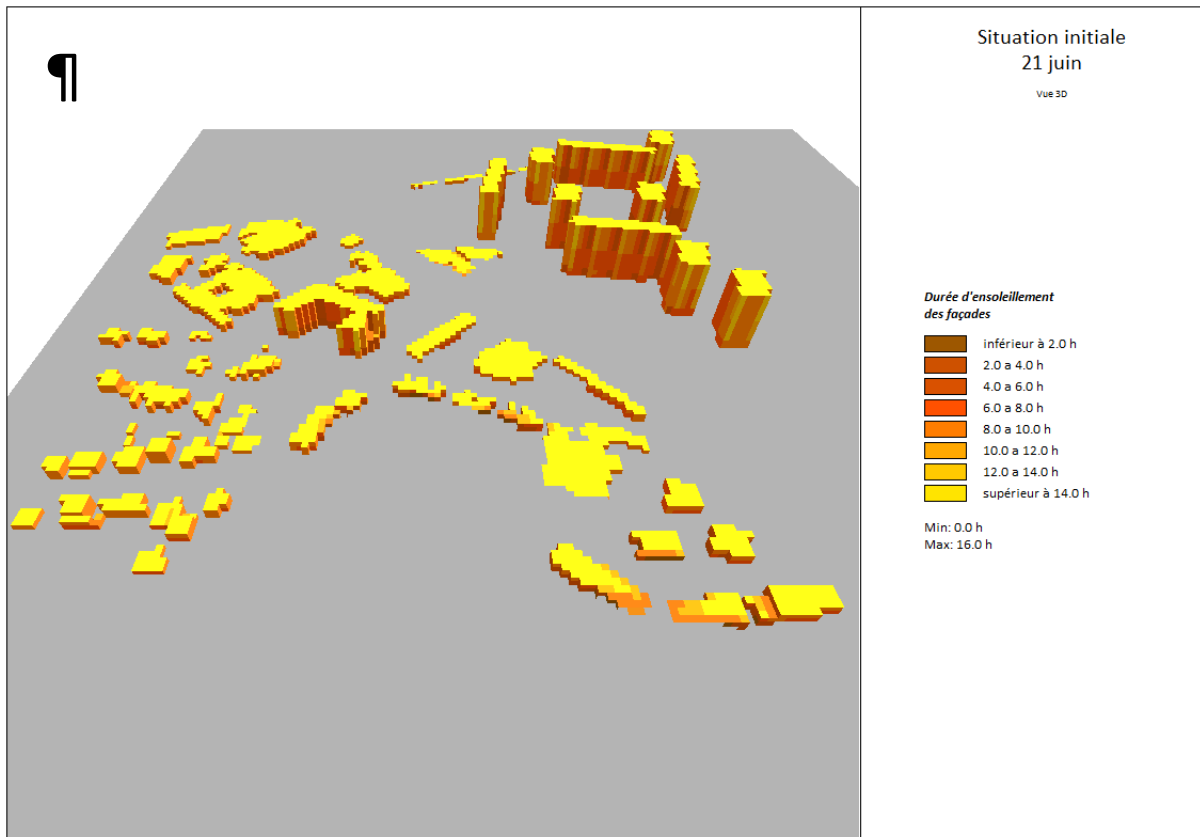 ¶
Situation initiale
21 juin
Vue 3D
Durée d'ensoleillement
des façades
inférieur à 2.0 h
2.0 a 4.0 h
4.0 a 6.0 h
6.0 a 8.0 h
8.0 a 10.0 h
10.0 a 12.0 h
12.0 a 14.0 h
supérieur à 14.0 h
Min: 0.0 h
Max: 16.0 h